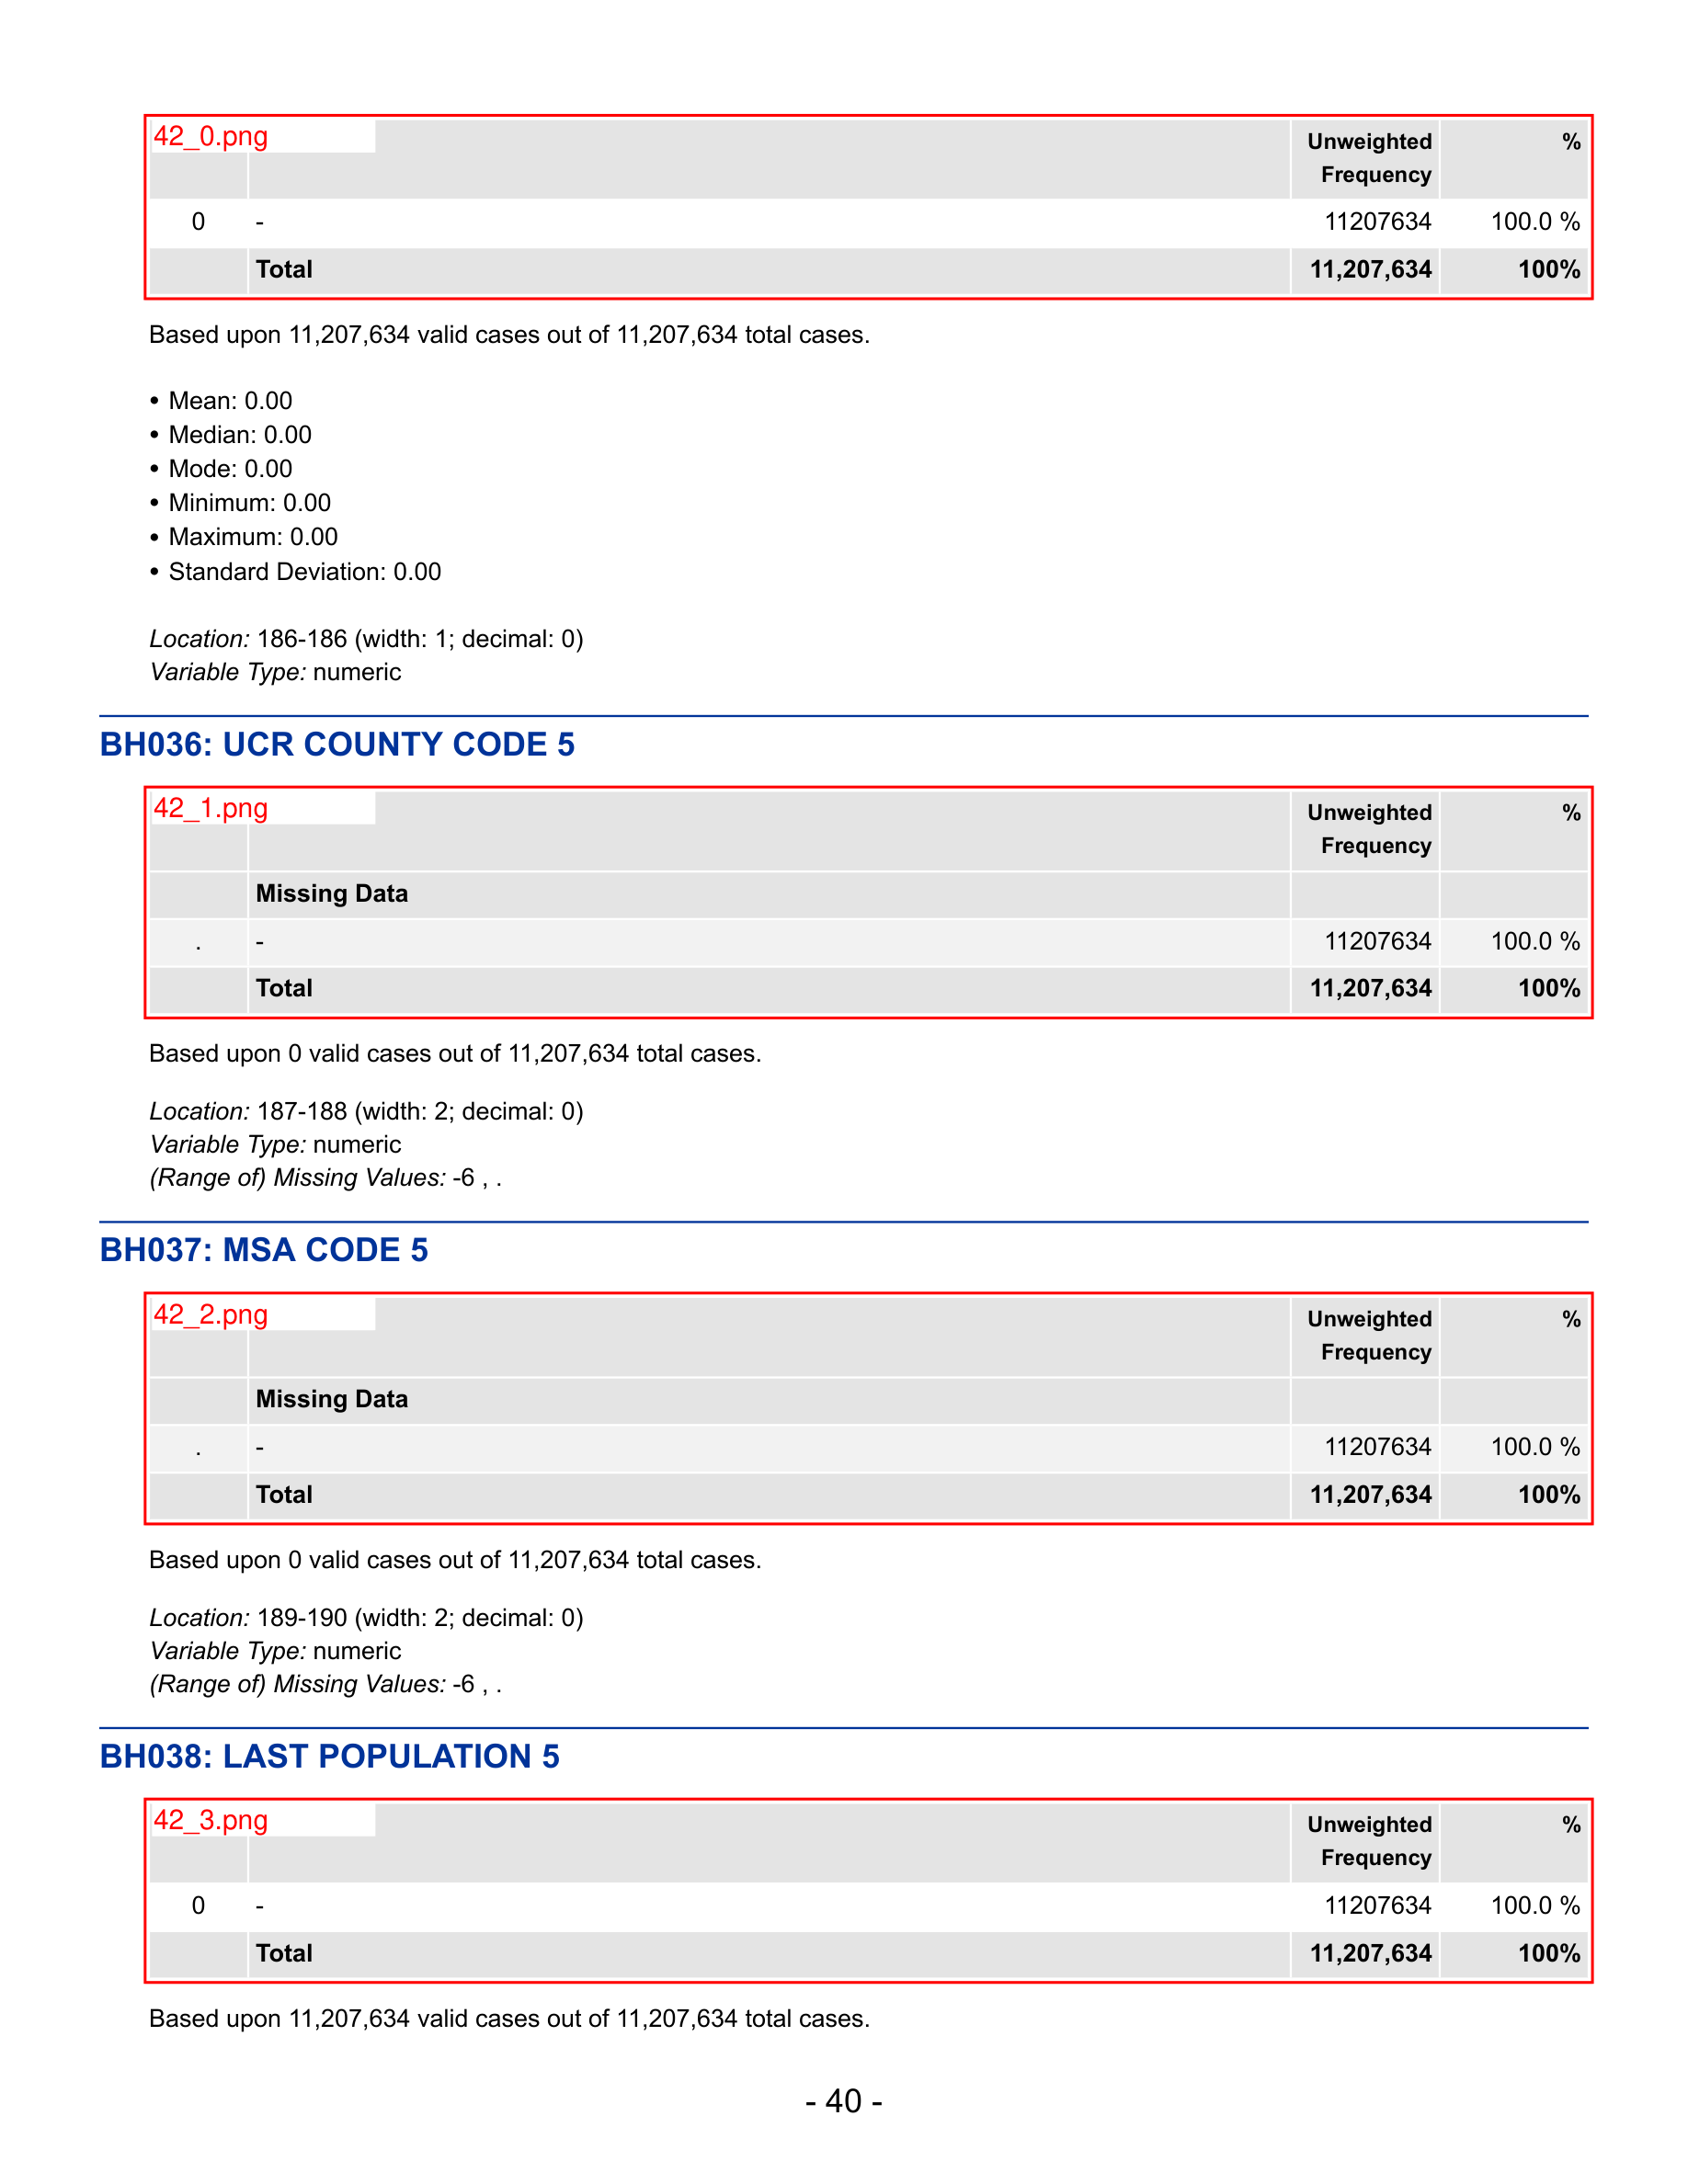 42_0.png
Unweighted %
Frequency
0 - 11207634 100.0 %
Total 11,207,634 100%
Based upon 11,207,634 valid cases out of 11,207,634 total cases.
• Mean: 0.00
• Median: 0.00
• Mode: 0.00
• Minimum: 0.00
• Maximum: 0.00
• Standard Deviation: 0.00
Location: 186-186 (width: 1; decimal: 0)
Variable Type: numeric
BH036: UCR COUNTY CODE 5
42_1.png
Unweighted %
Frequency
Missing Data
. - 11207634 100.0 %
Total 11,207,634 100%
Based upon 0 valid cases out of 11,207,634 total cases.
Location: 187-188 (width: 2; decimal: 0)
Variable Type: numeric
(Range of) Missing Values: -6 , .
BH037: MSA CODE 5
42_2.png
Unweighted %
Frequency
Missing Data
. - 11207634 100.0 %
Total 11,207,634 100%
Based upon 0 valid cases out of 11,207,634 total cases.
Location: 189-190 (width: 2; decimal: 0)
Variable Type: numeric
(Range of) Missing Values: -6 , .
BH038: LAST POPULATION 5
42_3.png
Unweighted %
Frequency
0 - 11207634 100.0 %
Total 11,207,634 100%
Based upon 11,207,634 valid cases out of 11,207,634 total cases.
- 40 -